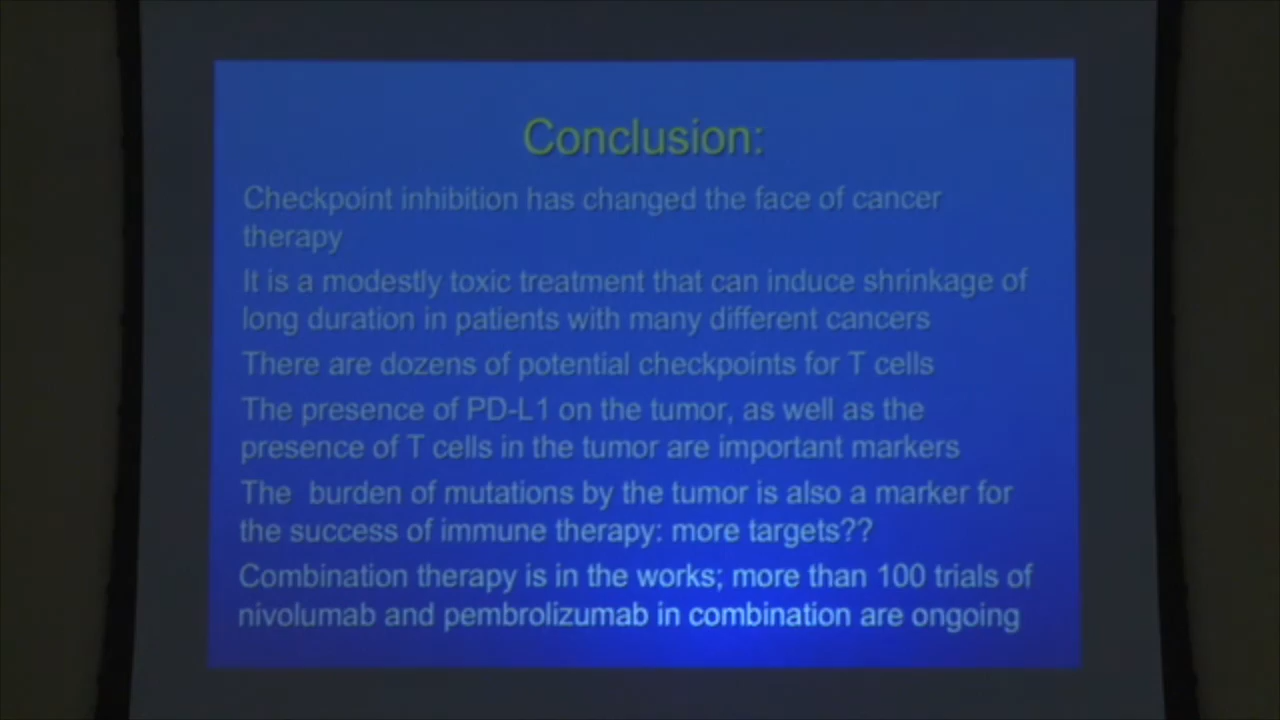 Conclusion:
Checkpoint inhibition has changed the face of cancer
therapy
It is a modestly toxic treatment that can induce shrinkage of
long duration in patients with many different cancers
There are dozens of potential checkpoints for T cells
The presence of PD-L1 on the tumor, as well as the
presence of T cells in the tumor are important markers
The burden of mutations by the tumor is also a marker for
the success of immune therapy: more targets??
Combination therapy is in the works; more than 100 trials of
nivolumab and pembrolizumab in combination are ongoing